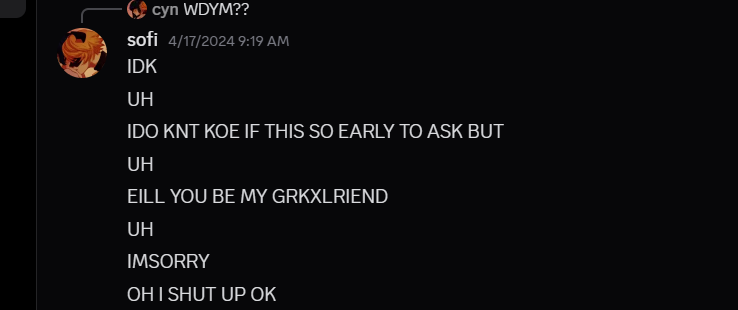 cyn WDYM??
sofi 4/17/2024 9:19 AM
IDK
UH
IDO KNT KOE IF THIS SO EARLY TO ASK BUT
UH
EILL YOU BE MY GRKXLRIEND
UH
IMSORRY
OH I SHUT UP OK